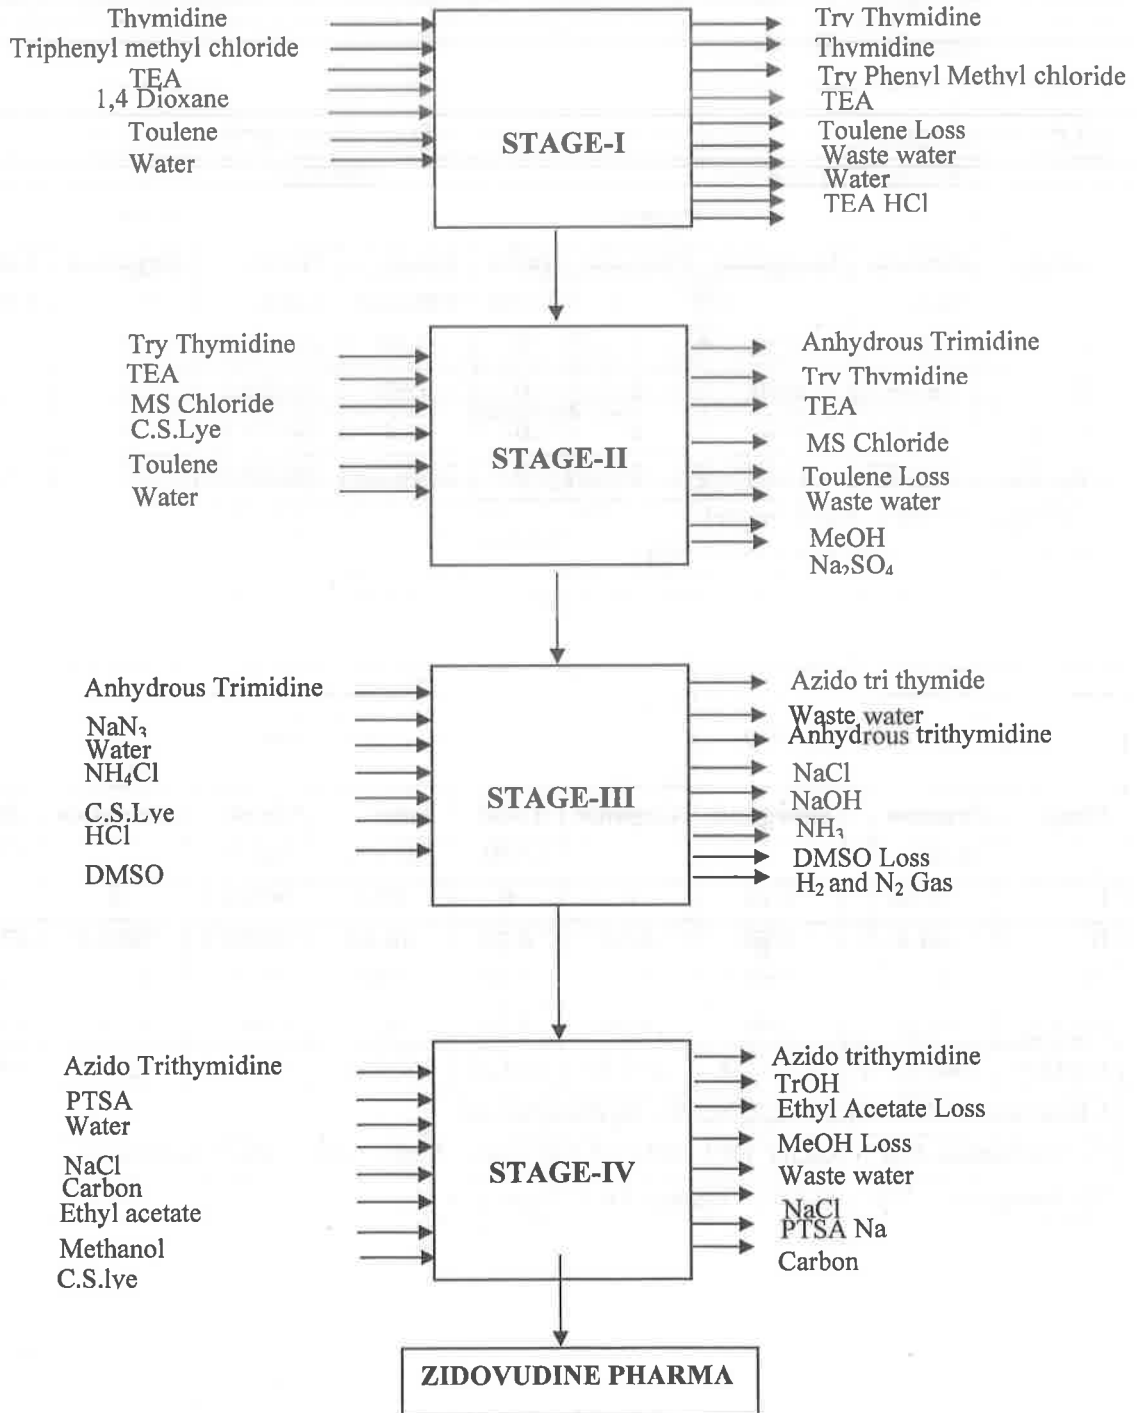 Thymidine
Triphenyl methyl chloride
TEA
1,4 Dioxane
Toulene
Water
STAGE-I
Try Thymidine
Thymidine
Try Phenyl Methyl chloride
TEA
Toulene Loss
Waste water
Water
TEA HCl
Try Thymidine
TEA
MS Chloride
C.S.Lye
Toulene
Water
STAGE-II
Anhydrous Trimidine
Try Thymidine
TEA
MS Chloride
Toulene Loss
Waste water
MeOH
Na₂SO₄
Anhydrous Trimidine
NaN₃
Water
NH₄Cl
C.S.Lye
HCl
DMSO
STAGE-III
Azido tri thymide
Waste water
Anhydrous trithymidine
NaCl
NaOH
NH₃
DMSO Loss
H₂ and N₂ Gas
Azido Trithymidine
PTSA
Water
NaCl
Carbon
Ethyl acetate
Methanol
C.S.lye
STAGE-IV
Azido trithymidine
TrOH
Ethyl Acetate Loss
MeOH Loss
Waste water
NaCl
PTSA Na
Carbon
ZIDOVUDINE PHARMA